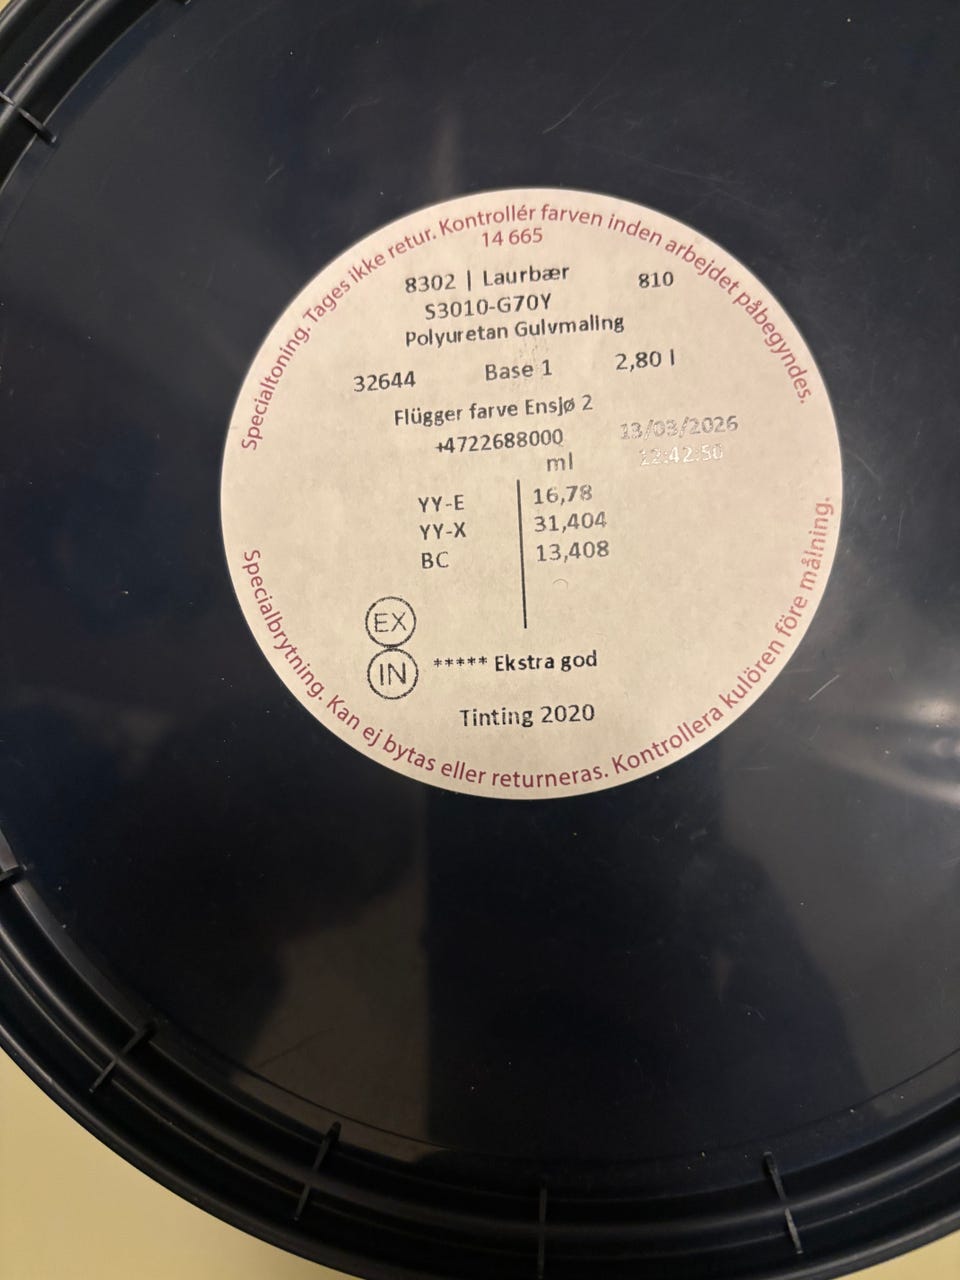 Specialtoning. Tages ikke retur. Kontrollér farven inden arbejdet påbegyndes.
14 665
8302 | Laurbær 810
S3010-G70Y
Polyuretan Gulvmaling
32644 Base 1 2,80 l
Flügger farve Ensjø 2
+4722688000 13/03/2026
ml 12:42:50
YY-E 16,78
YY-X 31,404
BC 13,408
EX
IN ***** Ekstra god
Tinting 2020
Specialbrytning. Kan ej bytas eller returneras. Kontrollera kulören före målning.